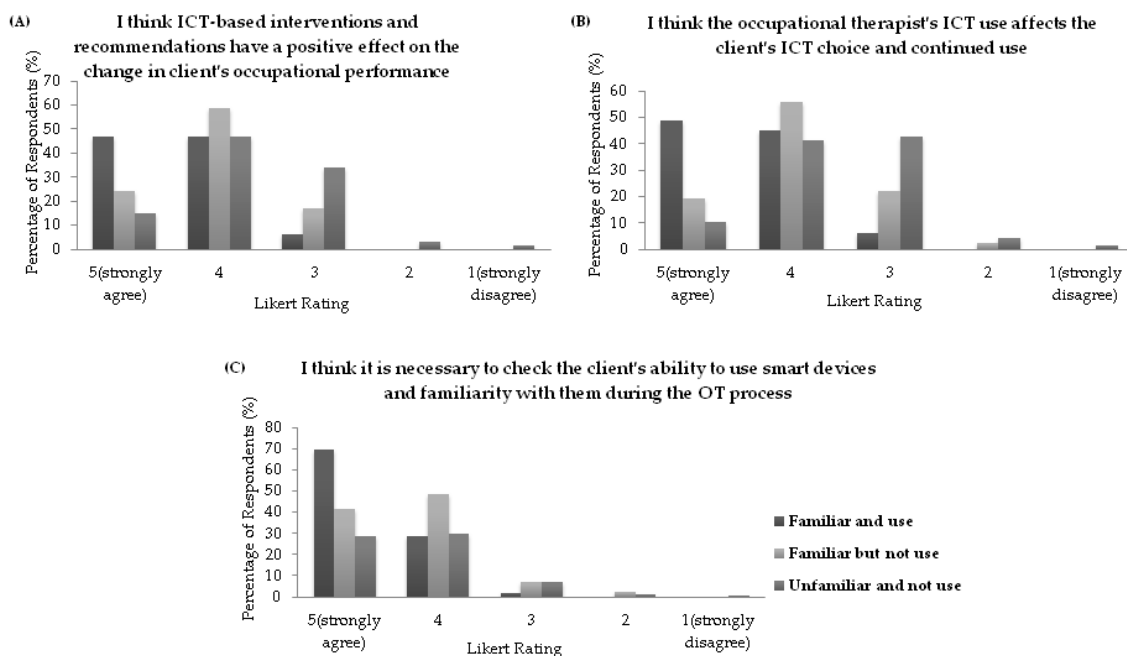 (A)
I think ICT-based interventions and
recommendations have a positive effect on the
change in client's occupational performance
Percentage of Respondents (%)
70
60
50
40
30
20
10
0
5(strongly agree)
4
3
2
1(strongly disagree)
Likert Rating
(B)
I think the occupational therapist's ICT use affects the
client's ICT choice and continued use
Percentage of Respondents (%)
60
50
40
30
20
10
0
5(strongly agree)
4
3
2
1(strongly disagree)
Likert Rating
(C)
I think it is necessary to check the client's ability to use smart devices
and familiarity with them during the OT process
Percentage of Respondents (%)
80
70
60
50
40
30
20
10
0
5(strongly agree)
4
3
2
1(strongly disagree)
Likert Rating
Familiar and use
Familiar but not use
Unfamiliar and not use